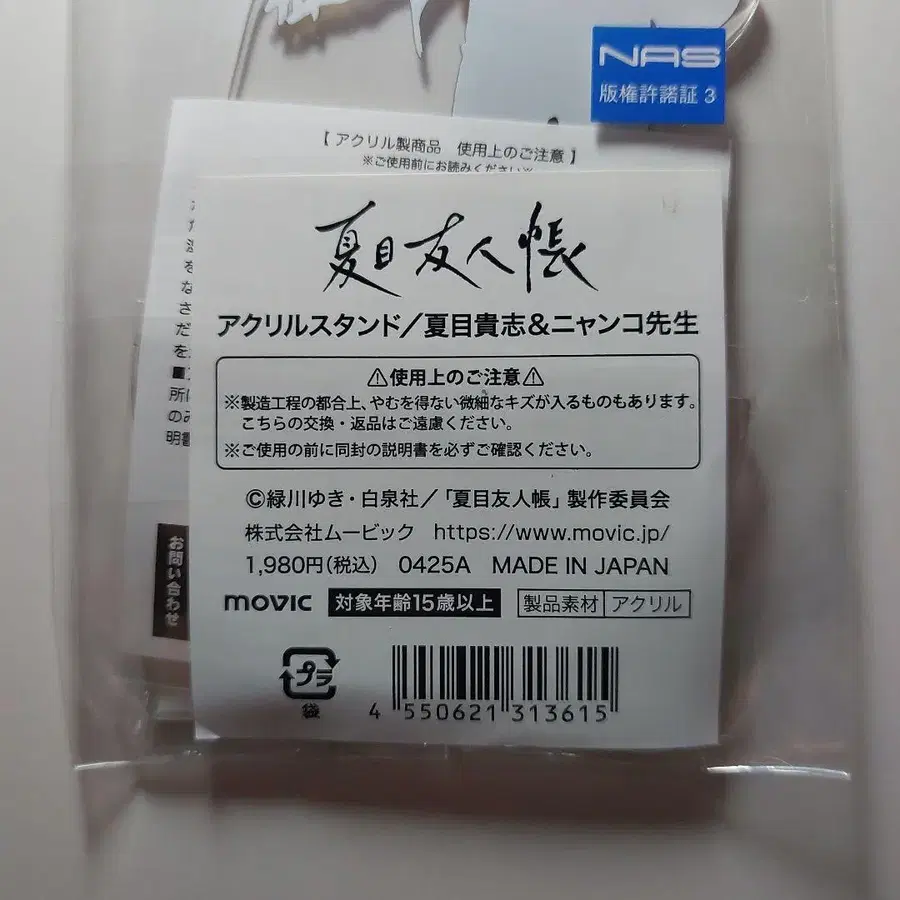 NAS
版権許諾証 3
【 アクリル製商品　使用上のご注意 】
※ご使用前にお読みください※
夏目友人帳
アクリルスタンド/夏目貴志&ニャンコ先生
⚠使用上のご注意⚠
※製造工程の都合上、やむを得ない微細なキズが入るものもあります。
こちらの交換・返品はご遠慮ください。
※ご使用の前に同封の説明書を必ずご確認ください。
©緑川ゆき・白泉社/「夏目友人帳」製作委員会
株式会社ムービック　https://www.movic.jp/
1,980円(税込)　0425A　MADE IN JAPAN
movic 対象年齢15歳以上 製品素材 アクリル
お問い合わせ
プラ
袋
4 550621 313615